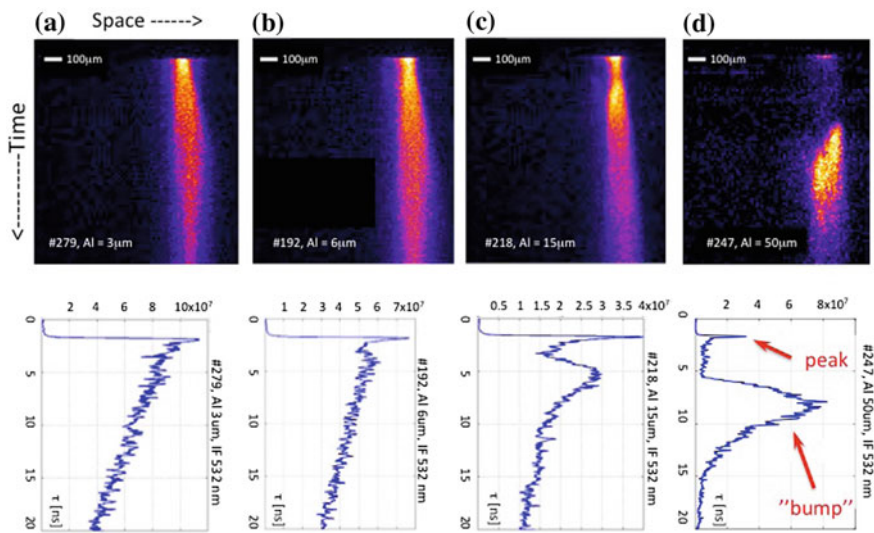 (a) Space ------>
(b)
(c)
(d)
<----------Time
100μm
100μm
100μm
100μm
#279, Al = 3μm
#192, Al = 6μm
#218, Al = 15μm
#247, Al = 50μm
2 4 6 8 10x10⁷
0
5
10
15
20
τ [ns]
#279, Al 3um, IF 532 nm
1 2 3 4 5 6 7x10⁷
0
5
10
15
20
τ [ns]
#192, Al 6um, IF 532 nm
0.5 1 1.5 2 2.5 3 3.5 4x10⁷
0
5
10
15
20
τ [ns]
#218, Al 15um, IF 532 nm
2 4 6 8x10⁷
0
5
10
15
20
τ [ns]
#247, Al 50um, IF 532 nm
peak
"bump"